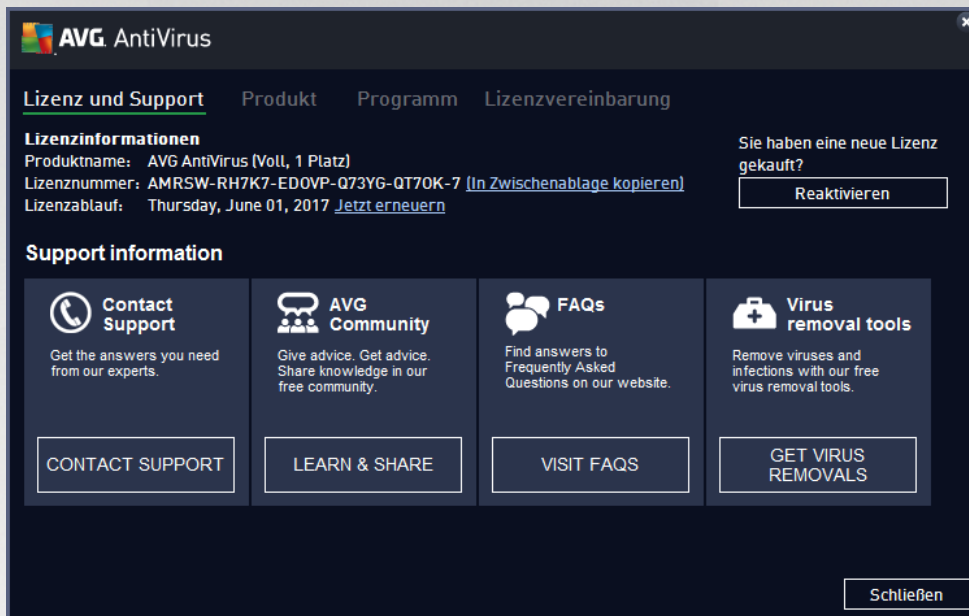 AVG AntiVirus
Lizenz und Support Produkt Programm Lizenzvereinbarung
Lizenzinformationen
Produktname: AVG AntiVirus (Voll, 1 Platz)
Lizenznummer: AMRSW-RH7K7-EDOVP-Q73YG-QT7OK-7 (In Zwischenablage kopieren)
Lizenzablauf: Thursday, June 01, 2017 Jetzt erneuern
Sie haben eine neue Lizenz
gekauft?
Reaktivieren
Support information
Contact
Support
Get the answers you need
from our experts.
CONTACT SUPPORT
AVG
Community
Give advice. Get advice.
Share knowledge in our
free community.
LEARN & SHARE
FAQs
Find answers to
Frequently Asked
Questions on our website.
VISIT FAQS
Virus
removal tools
Remove viruses and
infections with our free
virus removal tools.
GET VIRUS
REMOVALS
Schließen